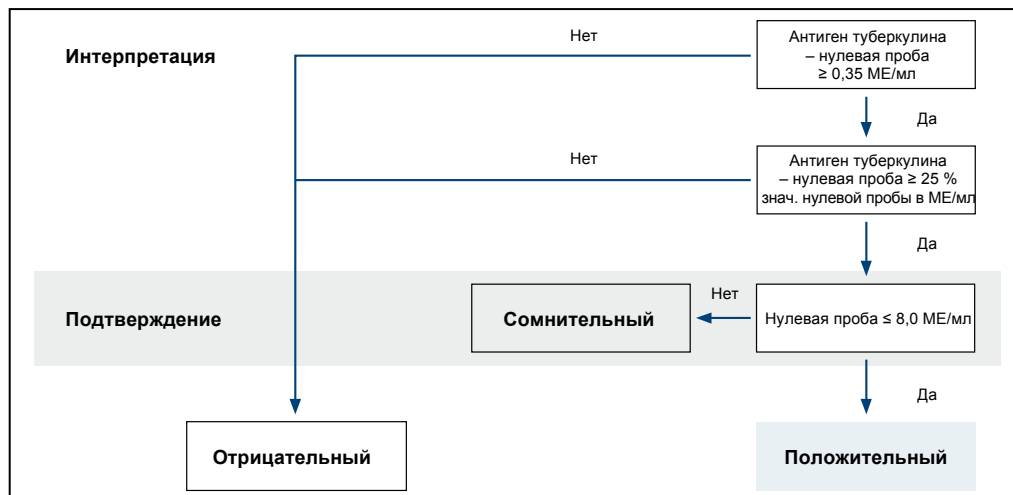 Интерпретация
Нет
Антиген туберкулина
– нулевая проба
≥ 0,35 МЕ/мл
Да
Нет
Антиген туберкулина
– нулевая проба ≥ 25 %
знач. нулевой пробы в МЕ/мл
Да
Подтверждение
Сомнительный
Нет
Нулевая проба ≤ 8,0 МЕ/мл
Да
Отрицательный
Положительный